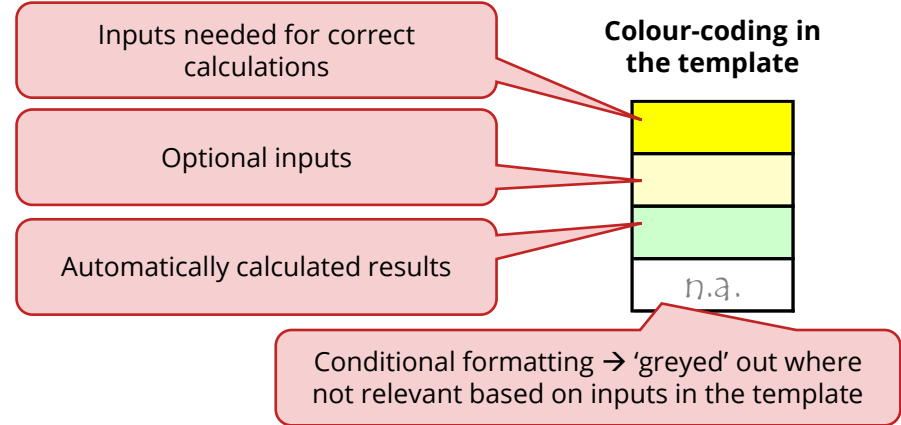 Inputs needed for correct
calculations
Colour-coding in
the template
Optional inputs
Automatically calculated results
n.a.
Conditional formatting → ‘greyed’ out where
not relevant based on inputs in the template